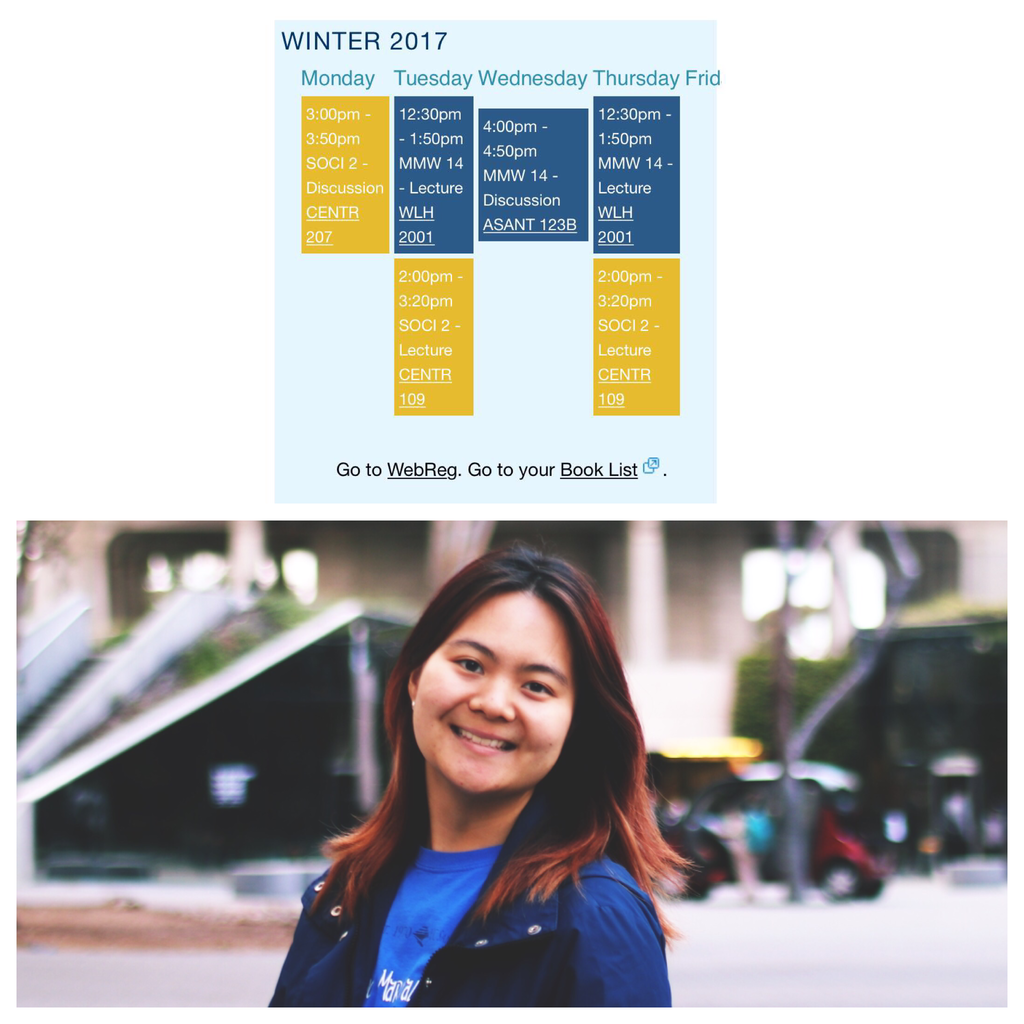 WINTER 2017
Monday Tuesday Wednesday Thursday Frid
3:00pm -
3:50pm
SOCI 2 -
Discussion
CENTR
207
12:30pm
- 1:50pm
MMW 14
- Lecture
WLH
2001
4:00pm -
4:50pm
MMW 14 -
Discussion
ASANT 123B
12:30pm -
1:50pm
MMW 14 -
Lecture
WLH
2001
2:00pm -
3:20pm
SOCI 2 -
Lecture
CENTR
109
2:00pm -
3:20pm
SOCI 2 -
Lecture
CENTR
109
Go to WebReg. Go to your Book List .